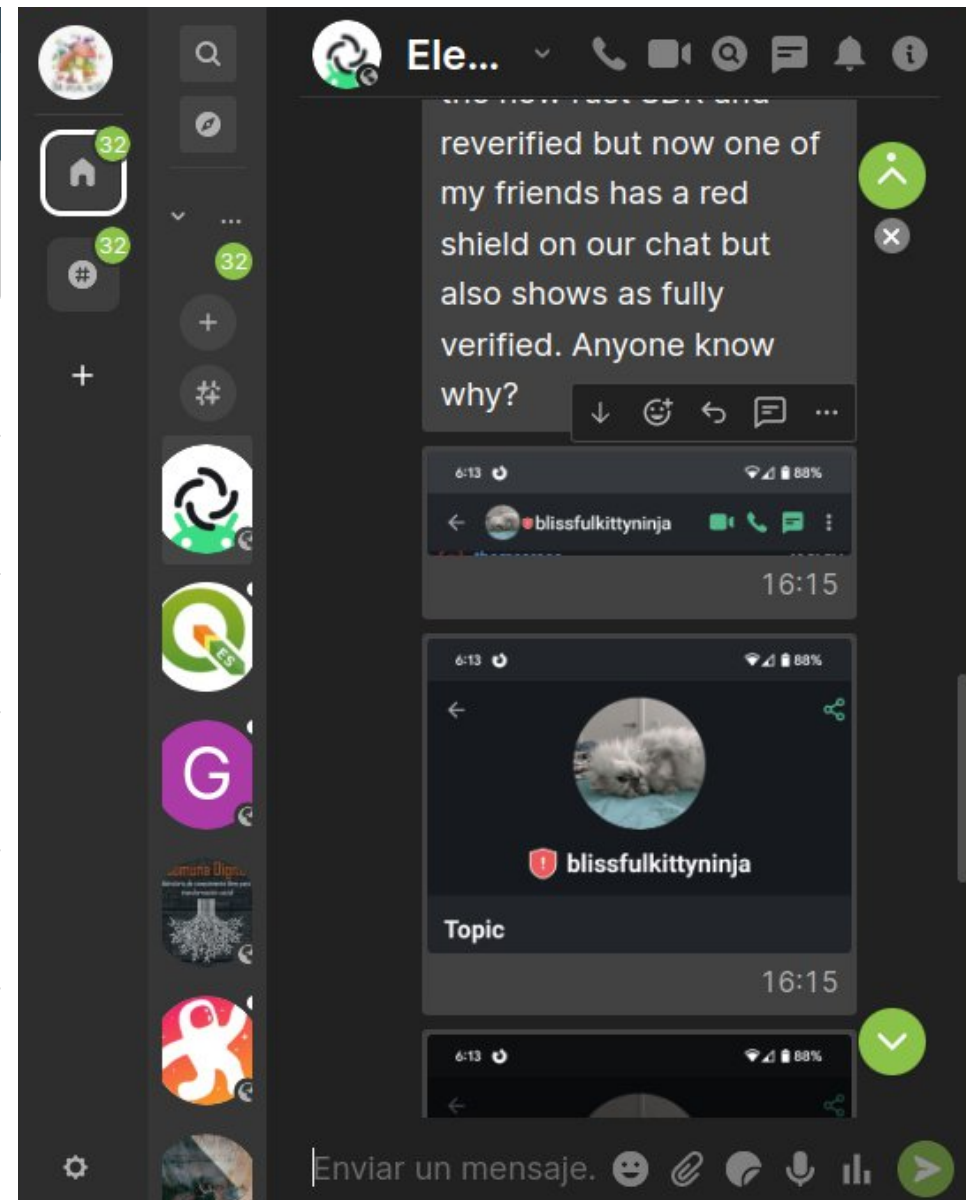 Ele...
32
32
32
reverified but now one of
my friends has a red
shield on our chat but
also shows as fully
verified. Anyone know
why?
6:13 88%
blissfulkittyninja
16:15
ES
6:13 88%
G
blissfulkittyninja
Topic
16:15
6:13 88%
Enviar un mensaje.